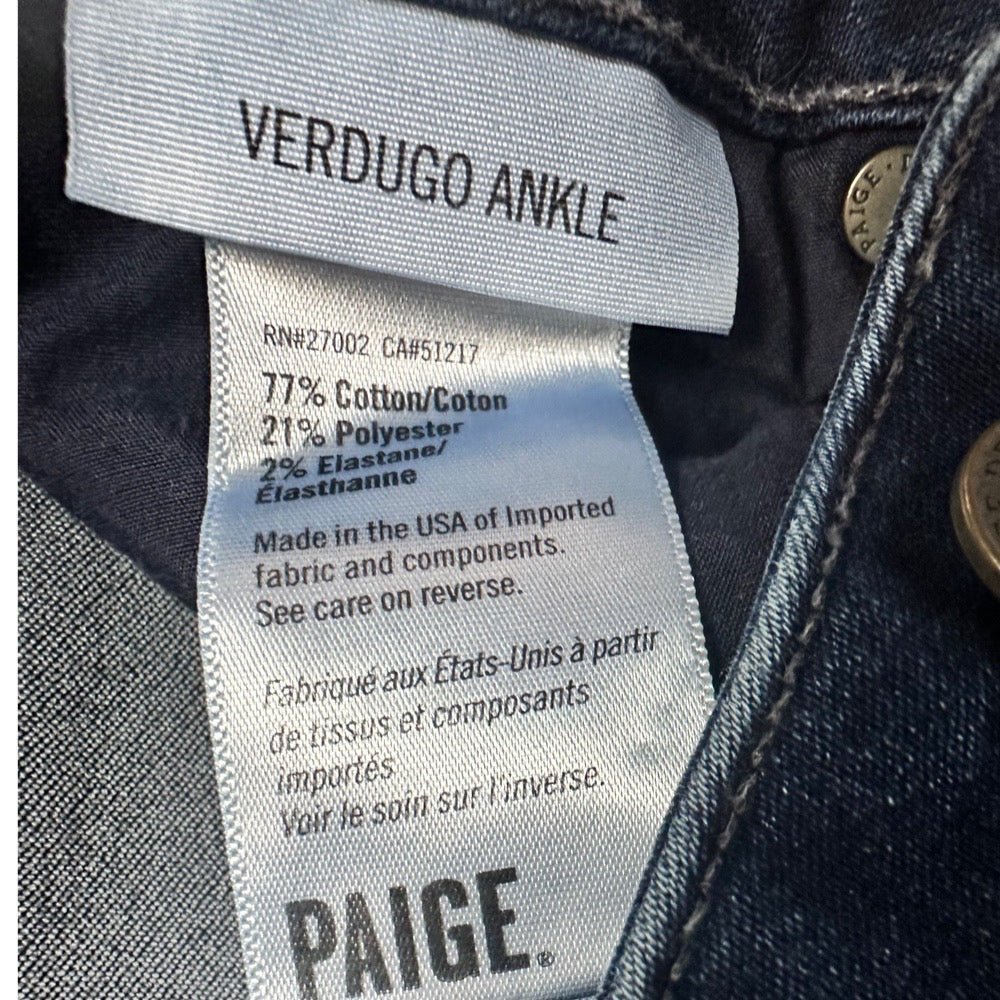 VERDUGO ANKLE
RN#27002 CA#51217
77% Cotton/Coton
21% Polyester
2% Elastane/
Élasthanne
Made in the USA of Imported
fabric and components.
See care on reverse.
Fabriqué aux États-Unis à partir
de tissus et composants
importés
Voir le soin sur l'inverse.
PAIGE®
PAIGE